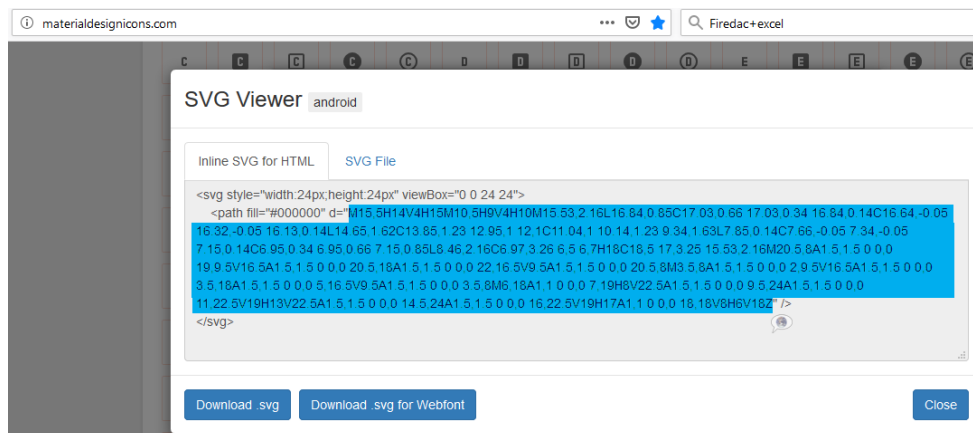 materialdesignicons.com
Firedac+excel
C C C C C D D D D D E E E E E
SVG Viewer android
Inline SVG for HTML SVG File
<svg style="width:24px;height:24px" viewBox="0 0 24 24">
<path fill="#000000" d="M15,5H14V4H15M10,5H9V4H10M15.53,2.16L16.84,0.85C17.03,0.66 17.03,0.34 16.84,0.14C16.64,-0.05
16.32,-0.05 16.13,0.14L14.65,1.62C13.85,1.23 12.95,1 12,1C11.04,1 10.14,1.23 9.34,1.63L7.85,0.14C7.66,-0.05 7.34,-0.05
7.15,0.14C6.95,0.34 6.95,0.66 7.15,0.85L8.46,2.16C6.97,3.26 6,5 6,7H18C18,5 17,3.25 15.53,2.16M20.5,8A1.5,1.5 0 0,0
19,9.5V16.5A1.5,1.5 0 0,0 20.5,18A1.5,1.5 0 0,0 22,16.5V9.5A1.5,1.5 0 0,0 20.5,8M3.5,8A1.5,1.5 0 0,0 2,9.5V16.5A1.5,1.5 0 0,0
3.5,18A1.5,1.5 0 0,0 5,16.5V9.5A1.5,1.5 0 0,0 3.5,8M6,18A1,1 0 0,0 7,19H8V22.5A1.5,1.5 0 0,0 9.5,24A1.5,1.5 0 0,0
11,22.5V19H13V22.5A1.5,1.5 0 0,0 14.5,24A1.5,1.5 0 0,0 16,22.5V19H17A1,1 0 0,0 18,18V8H6V18Z" />
</svg>
Download .svg Download .svg for Webfont Close